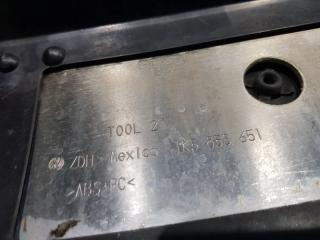 TOOL 2
ZDH Mexico 1K5 853 651
>ABS+PC<